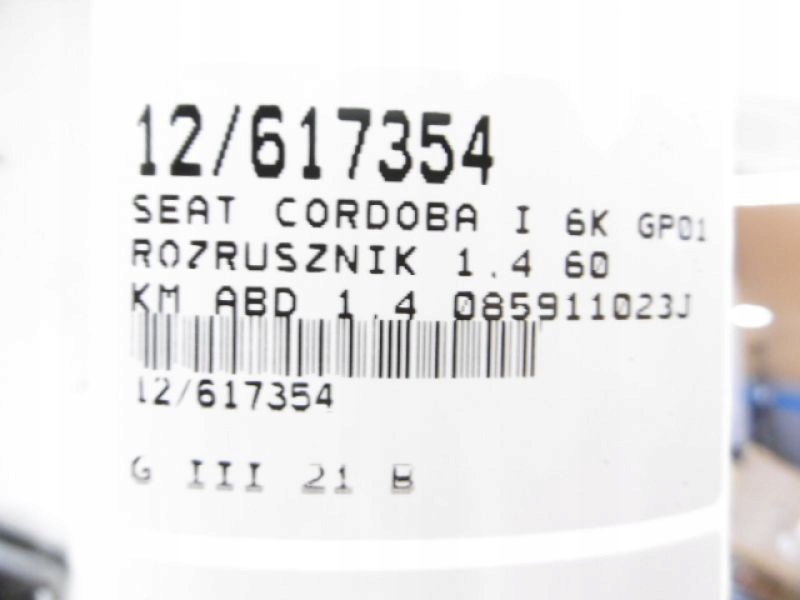 12/617354
SEAT CORDOBA I 6K GP01
ROZRUSZNIK 1.4 60
KM ABD 1.4 085911023J
12/617354
G III 21 B